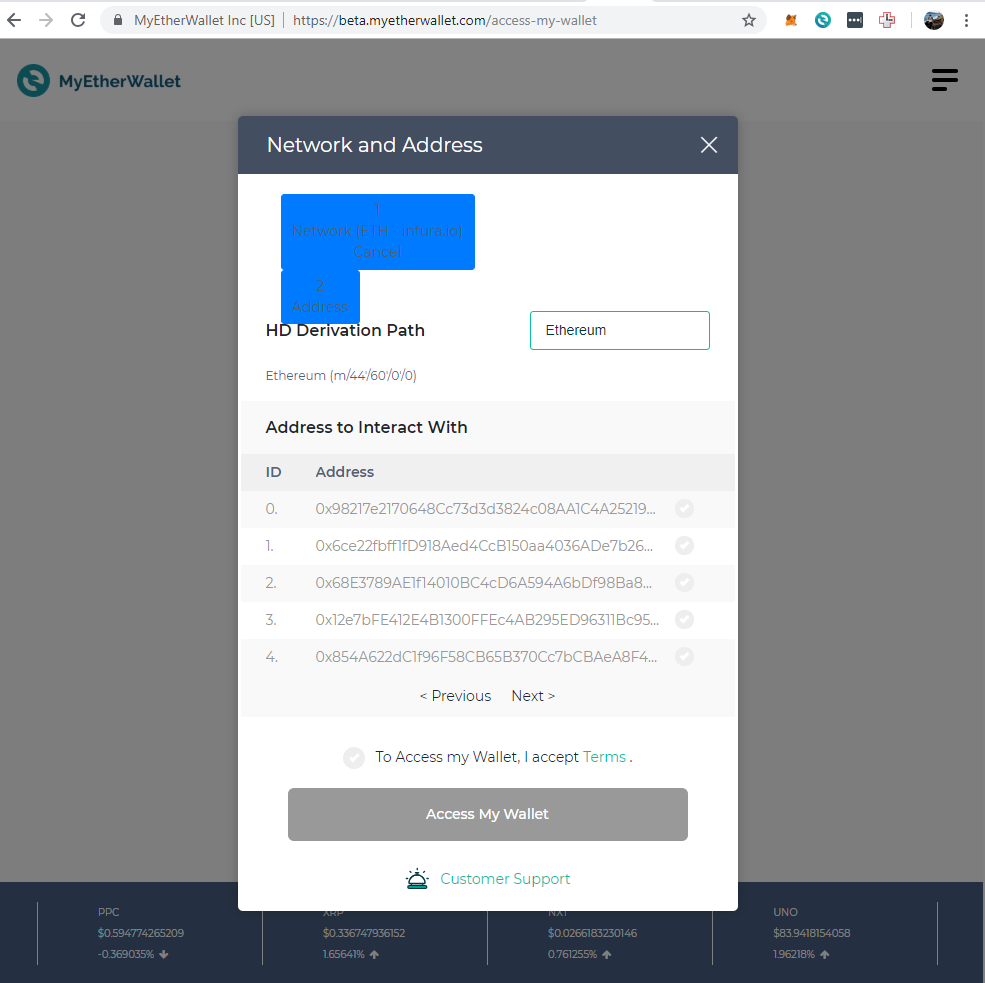 MyEtherWallet Inc [US] | https://beta.myetherwallet.com/access-my-wallet
MyEtherWallet
Network and Address
1
Network (ETH - infura.io)
Cancel
2
Address
HD Derivation Path
Ethereum
Ethereum (m/44'/60'/0'/0)
Address to Interact With
ID Address
0. 0x98217e2170648Cc73d3d3824c08AA1C4A25219...
1. 0x6ce22fbff1fD918Aed4CcB150aa4036ADe7b26...
2. 0x68E3789AE1f14010BC4cD6A594A6bDf98Ba8...
3. 0x12e7bFE412E4B1300FFEc4AB295ED96311Bc95...
4. 0x854A622dC1f96F58CB65B370Cc7bCBAeA8F4...
< Previous Next >
To Access my Wallet, I accept Terms .
Access My Wallet
Customer Support
PPC XRP NXT UNO
$0.594774265209 $0.336747936152 $0.0266183230146 $83.9418154058
-0.369035% 1.65641% 0.761255% 1.96218%